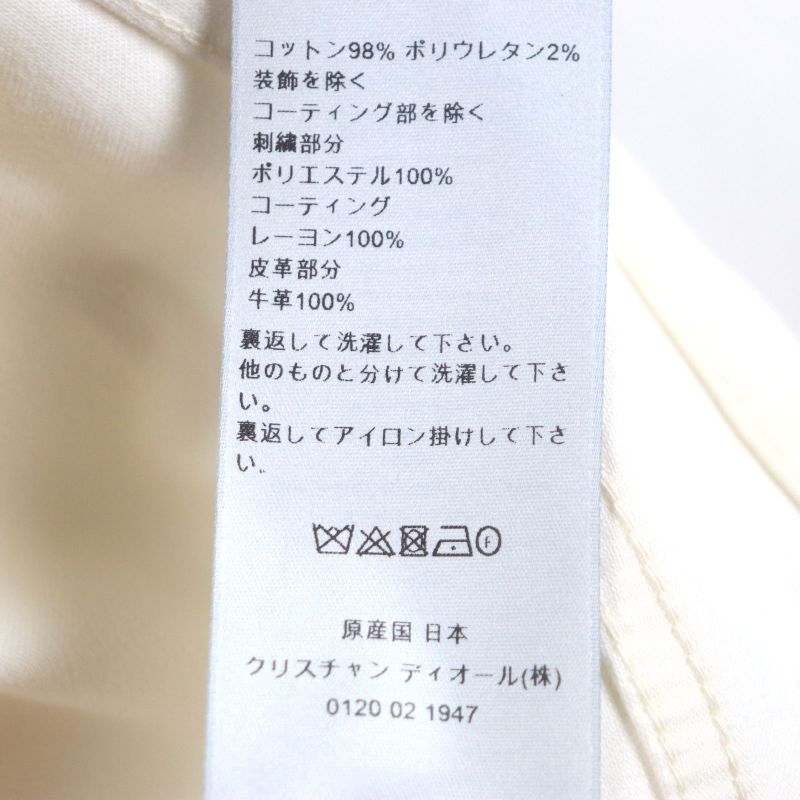 コットン98% ポリウレタン2%
装飾を除く
コーティング部を除く
刺繍部分
ポリエステル100%
コーティング
レーヨン100%
皮革部分
牛革100%
裏返して洗濯して下さい。
他のものと分けて洗濯して下さ
い。
裏返してアイロン掛けして下さ
い。
F
原産国 日本
クリスチャン ディオール(株)
0120 02 1947